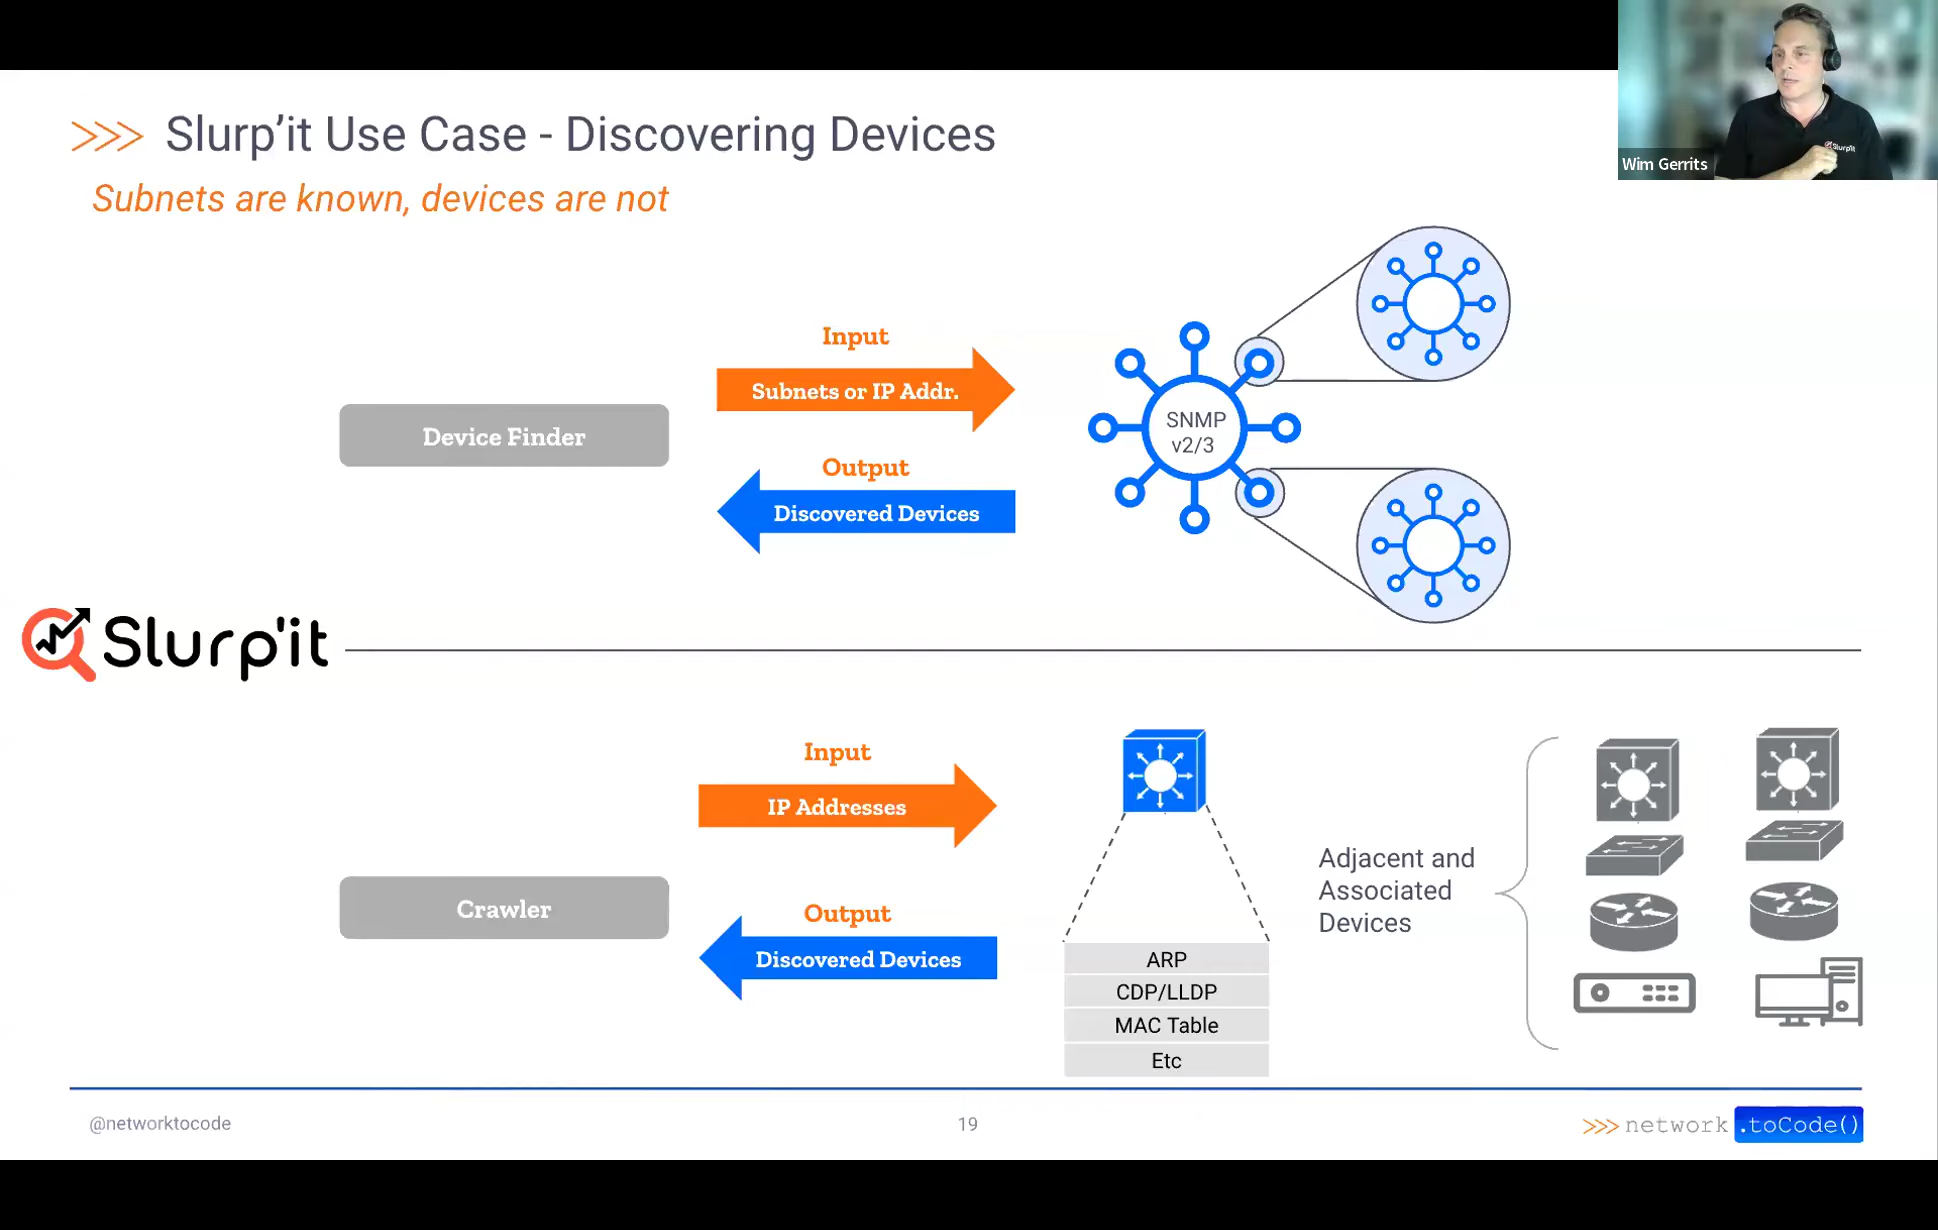 Slurp'it
Wim Gerrits
Slurp’it Use Case - Discovering Devices
Subnets are known, devices are not
Input
Subnets or IP Addr.
Device Finder
Output
Discovered Devices
SNMP
v2/3
Slurp'it
Input
IP Addresses
Crawler
Output
Discovered Devices
ARP
CDP/LLDP
MAC Table
Etc
Adjacent and
Associated
Devices
@networktocode
19
>>> network .toCode()